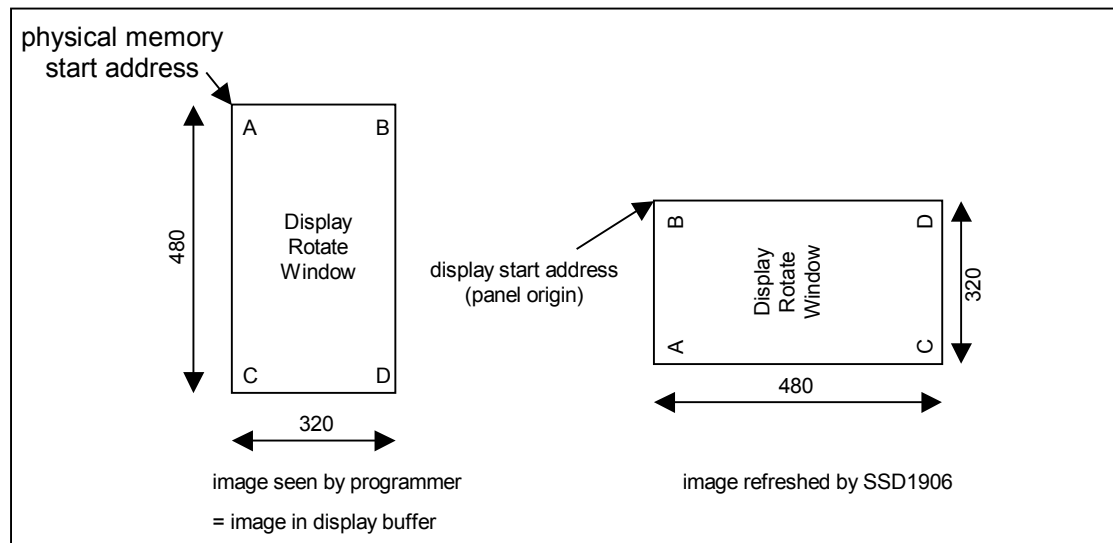 physical memory
start address
A
B
480
Display
Rotate
Window
C
D
320
image seen by programmer
= image in display buffer
display start address
(panel origin)
B
D
Display
Rotate
Window
320
A
C
480
image refreshed by SSD1906